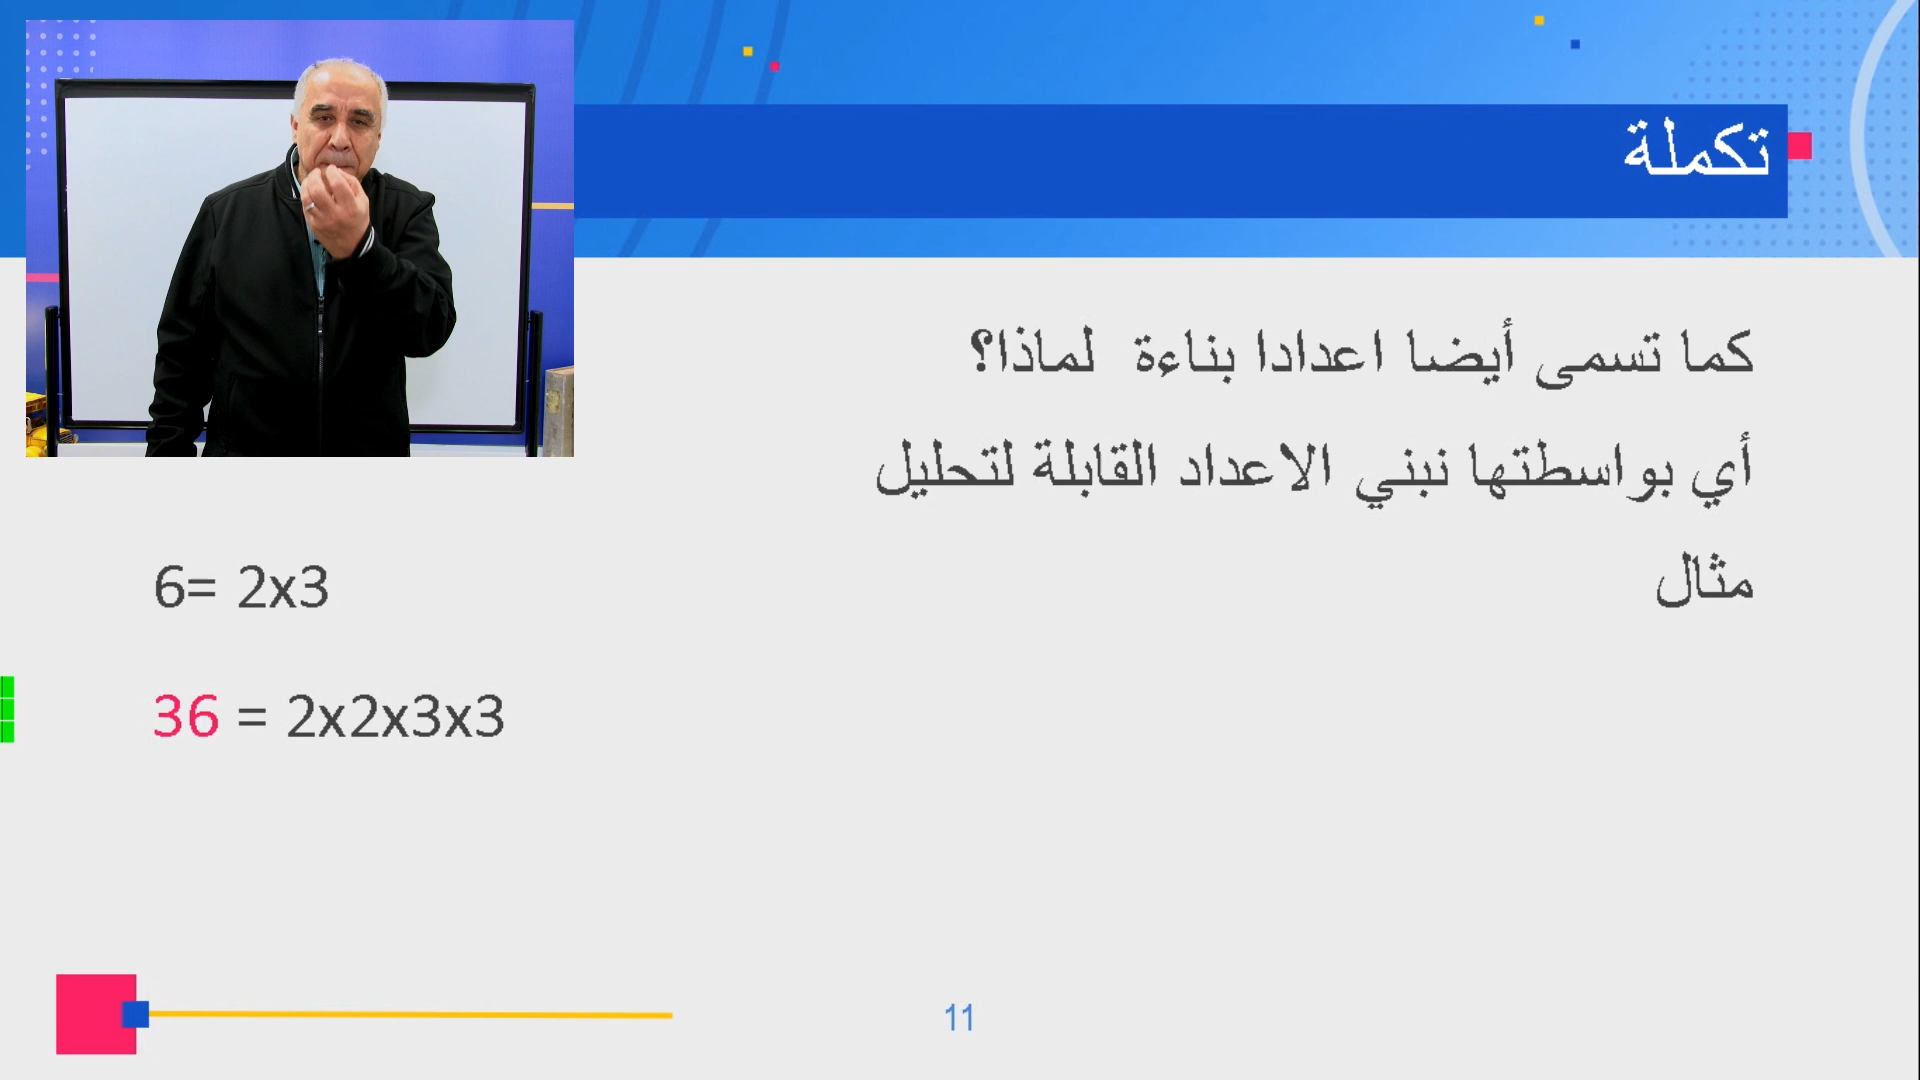 تكملة
كما تسمى أيضا اعدادا بناءة لماذا؟
أي بواسطتها نبني الاعداد القابلة لتحليل
مثال
6= 2x3
36 = 2x2x3x3
11